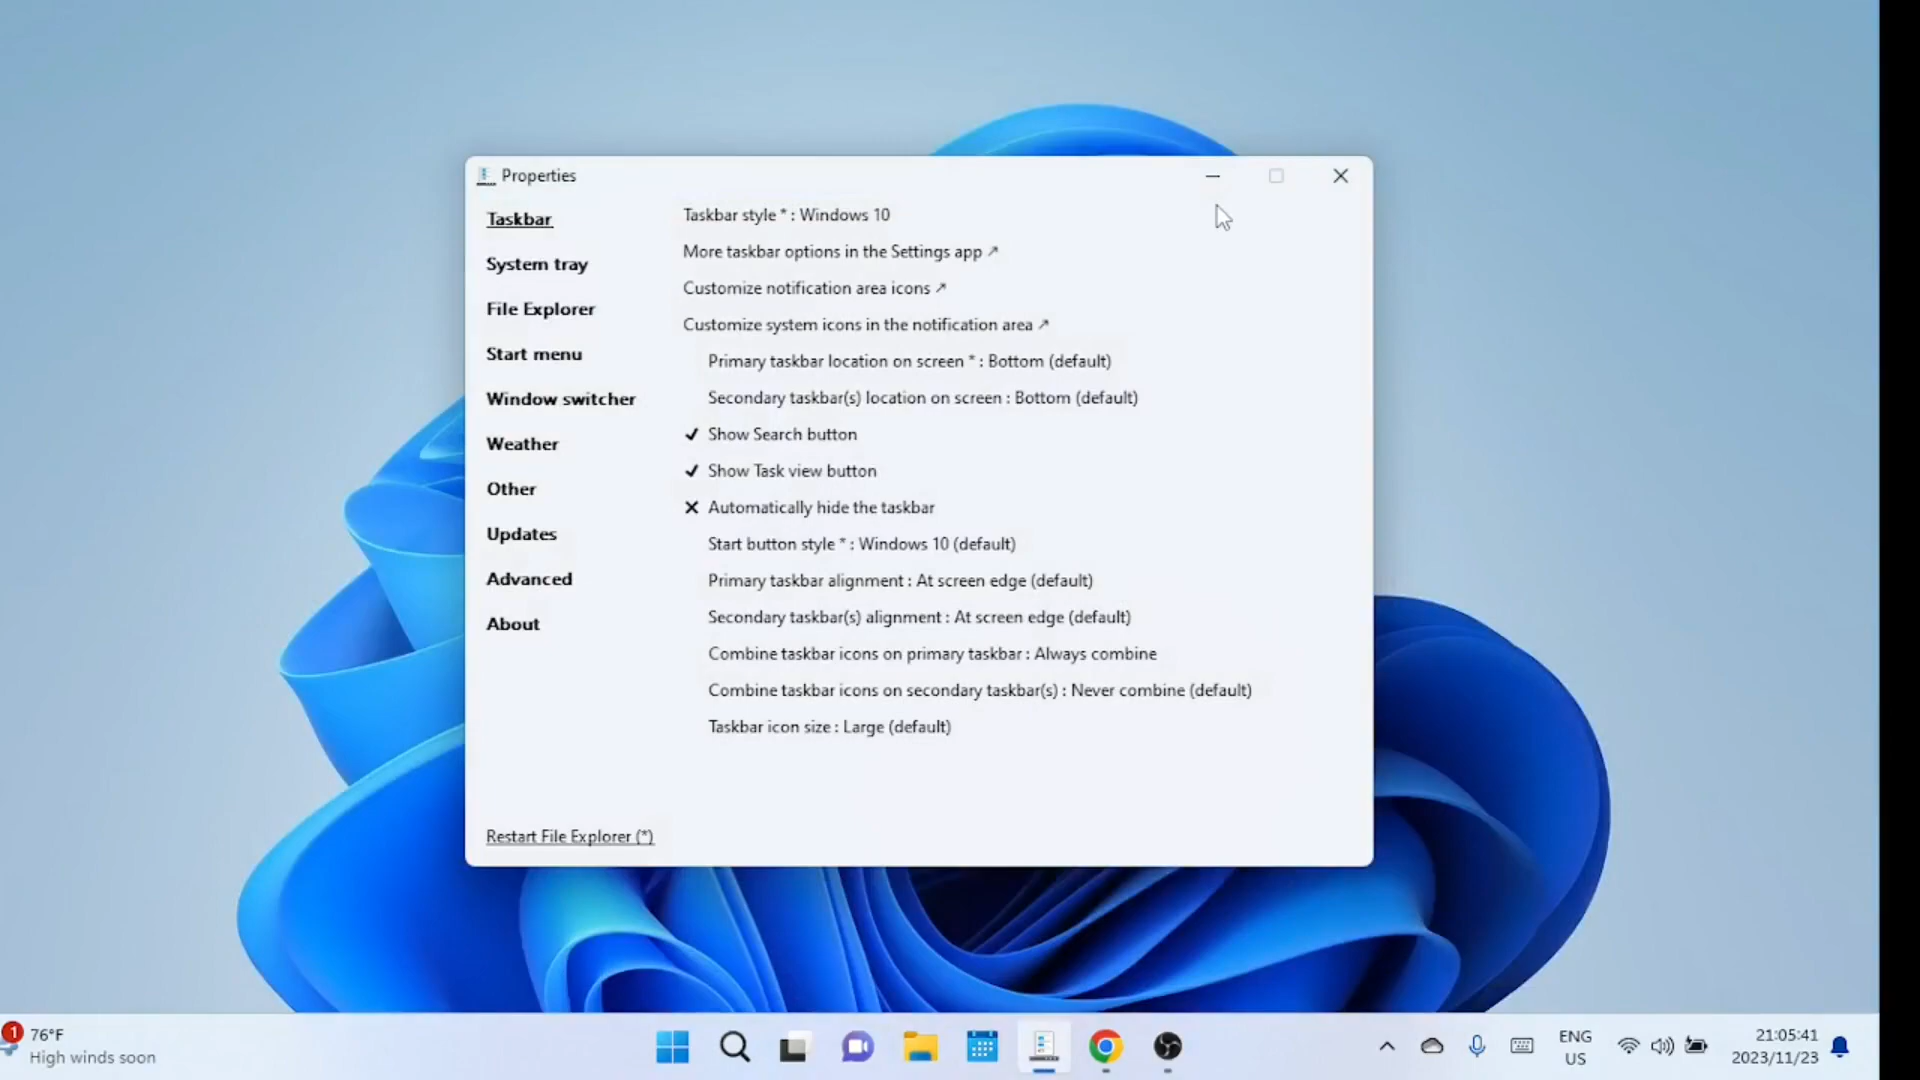 Properties
Taskbar
System tray
File Explorer
Start menu
Window switcher
Weather
Other
Updates
Advanced
About
Restart File Explorer (*)
Taskbar style * : Windows 10
More taskbar options in the Settings app ↗
Customize notification area icons ↗
Customize system icons in the notification area ↗
Primary taskbar location on screen * : Bottom (default)
Secondary taskbar(s) location on screen : Bottom (default)
Show Search button
Show Task view button
Automatically hide the taskbar
Start button style * : Windows 10 (default)
Primary taskbar alignment : At screen edge (default)
Secondary taskbar(s) alignment : At screen edge (default)
Combine taskbar icons on primary taskbar : Always combine
Combine taskbar icons on secondary taskbar(s) : Never combine (default)
Taskbar icon size : Large (default)
1
76°F
High winds soon
ENG
US
21:05:41
2023/11/23